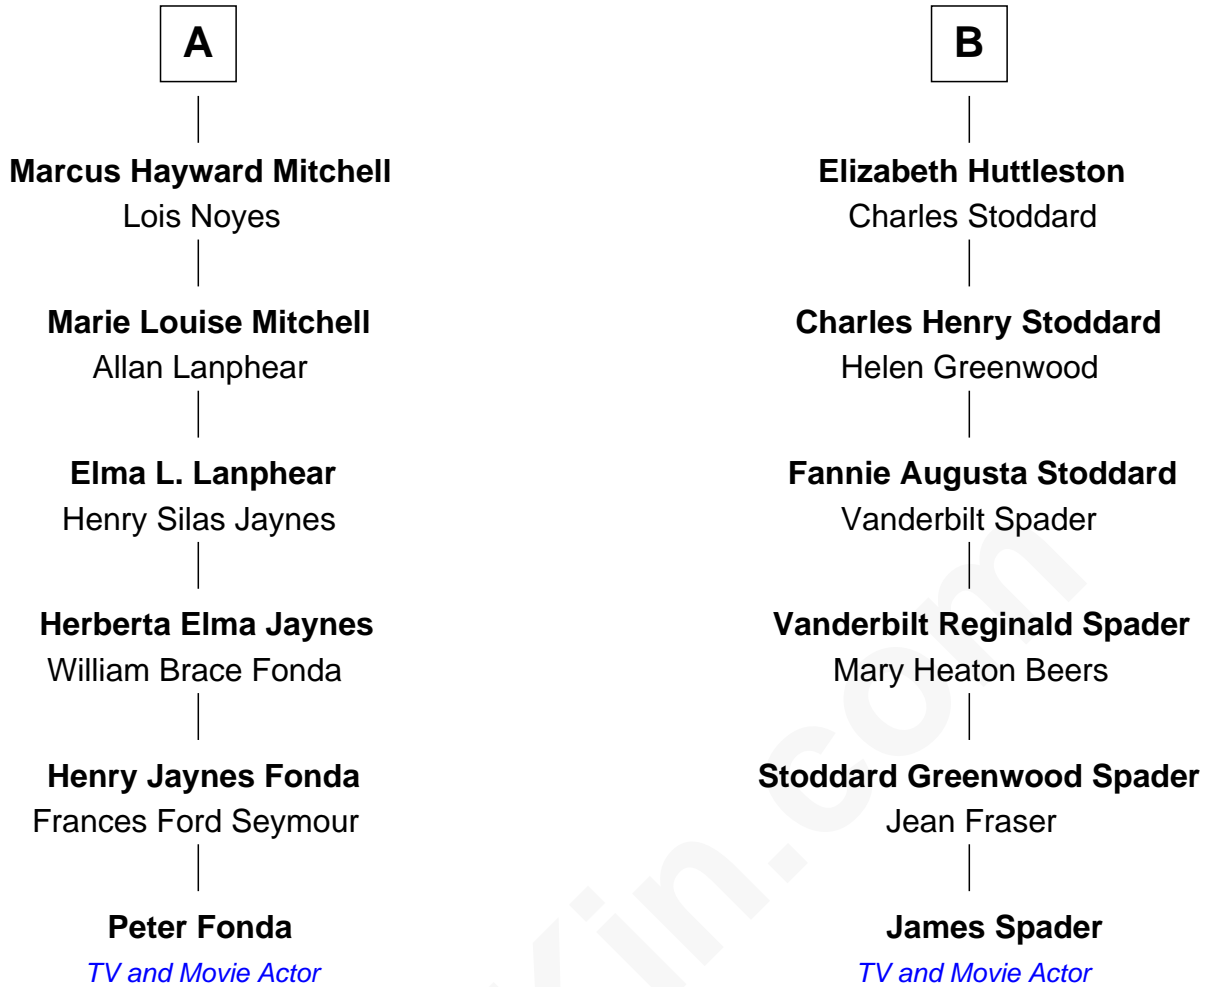 A
Marcus Hayward Mitchell
Lois Noyes
Marie Louise Mitchell
Allan Lanphear
Elma L. Lanphear
Henry Silas Jaynes
Herberta Elma Jaynes
William Brace Fonda
Henry Jaynes Fonda
Frances Ford Seymour
Peter Fonda
TV and Movie Actor
B
Elizabeth Huttleston
Charles Stoddard
Charles Henry Stoddard
Helen Greenwood
Fannie Augusta Stoddard
Vanderbilt Spader
Vanderbilt Reginald Spader
Mary Heaton Beers
Stoddard Greenwood Spader
Jean Fraser
James Spader
TV and Movie Actor
Kin.com